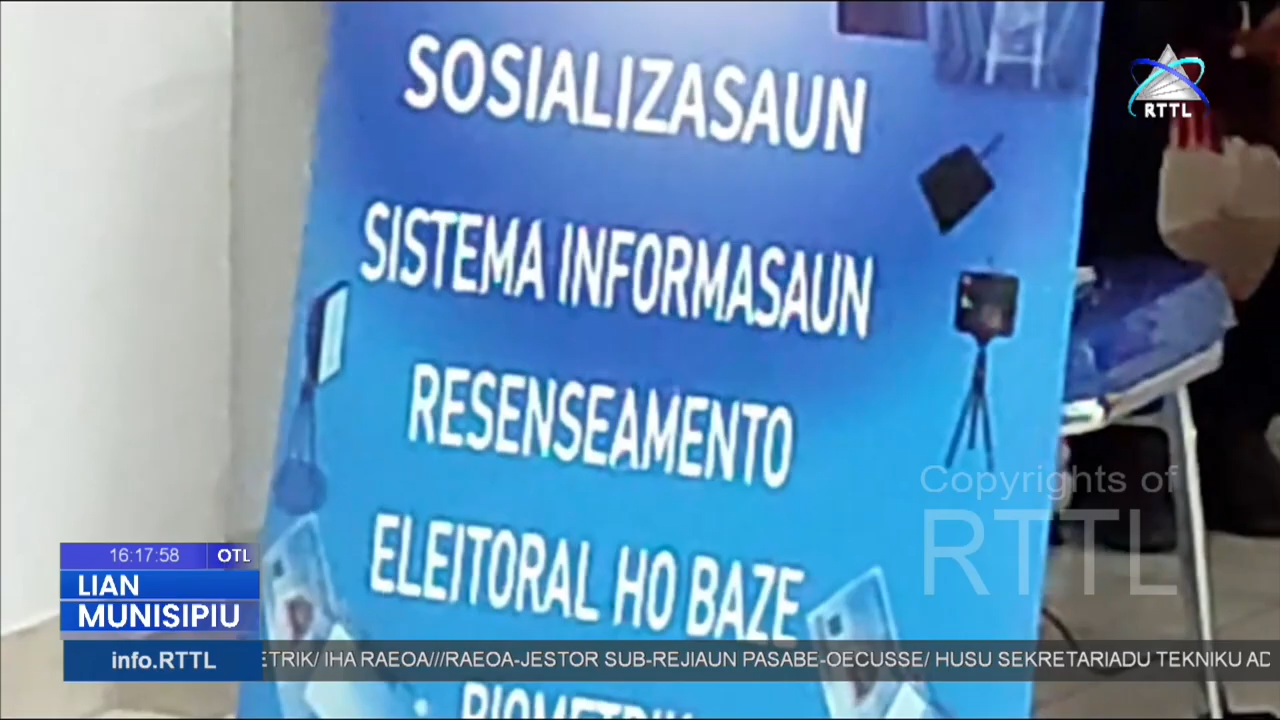 SOSIALIZASAUN
SISTEMA INFORMASAUN
RESENSEAMENTO
ELEITORAL HO BAZE
BIOMETRIK
RTTL
Copyrights of
RTTL
16:17:58 OTL
LIAN
MUNISIPIU
info.RTTL
ETRIK/ IHA RAEOA///RAEOA-JESTOR SUB-REJIAUN PASABE-OECUSSE/ HUSU SEKRETARIADU TEKNIKU AD